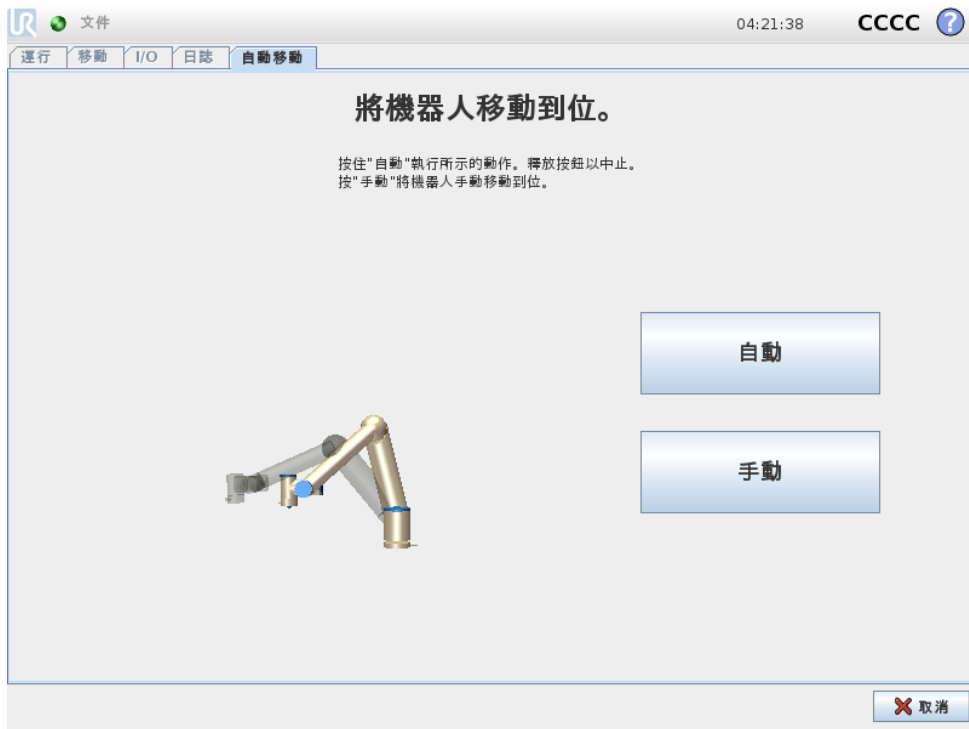 UR 文件 04:21:38 CCCC ?
運行 移動 I/O 日誌 自動移動
將機器人移動到位。
按住"自動"執行所示的動作。釋放按鈕以中止。
按"手動"將機器人手動移動到位。
自動
手動
取消